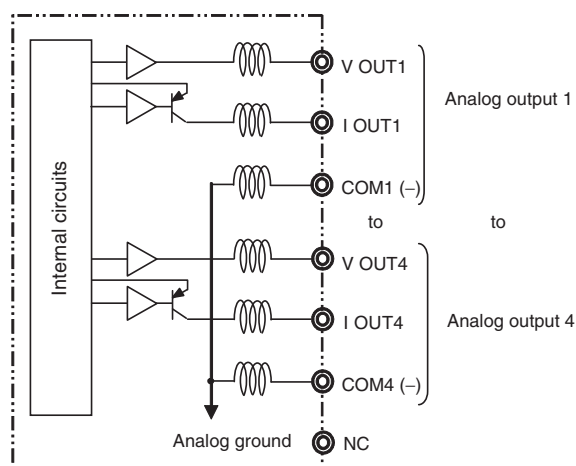 V OUT1
Analog output 1
I OUT1
COM1 (−)
to
to
Internal circuits
V OUT4
I OUT4
Analog output 4
COM4 (−)
Analog ground
NC